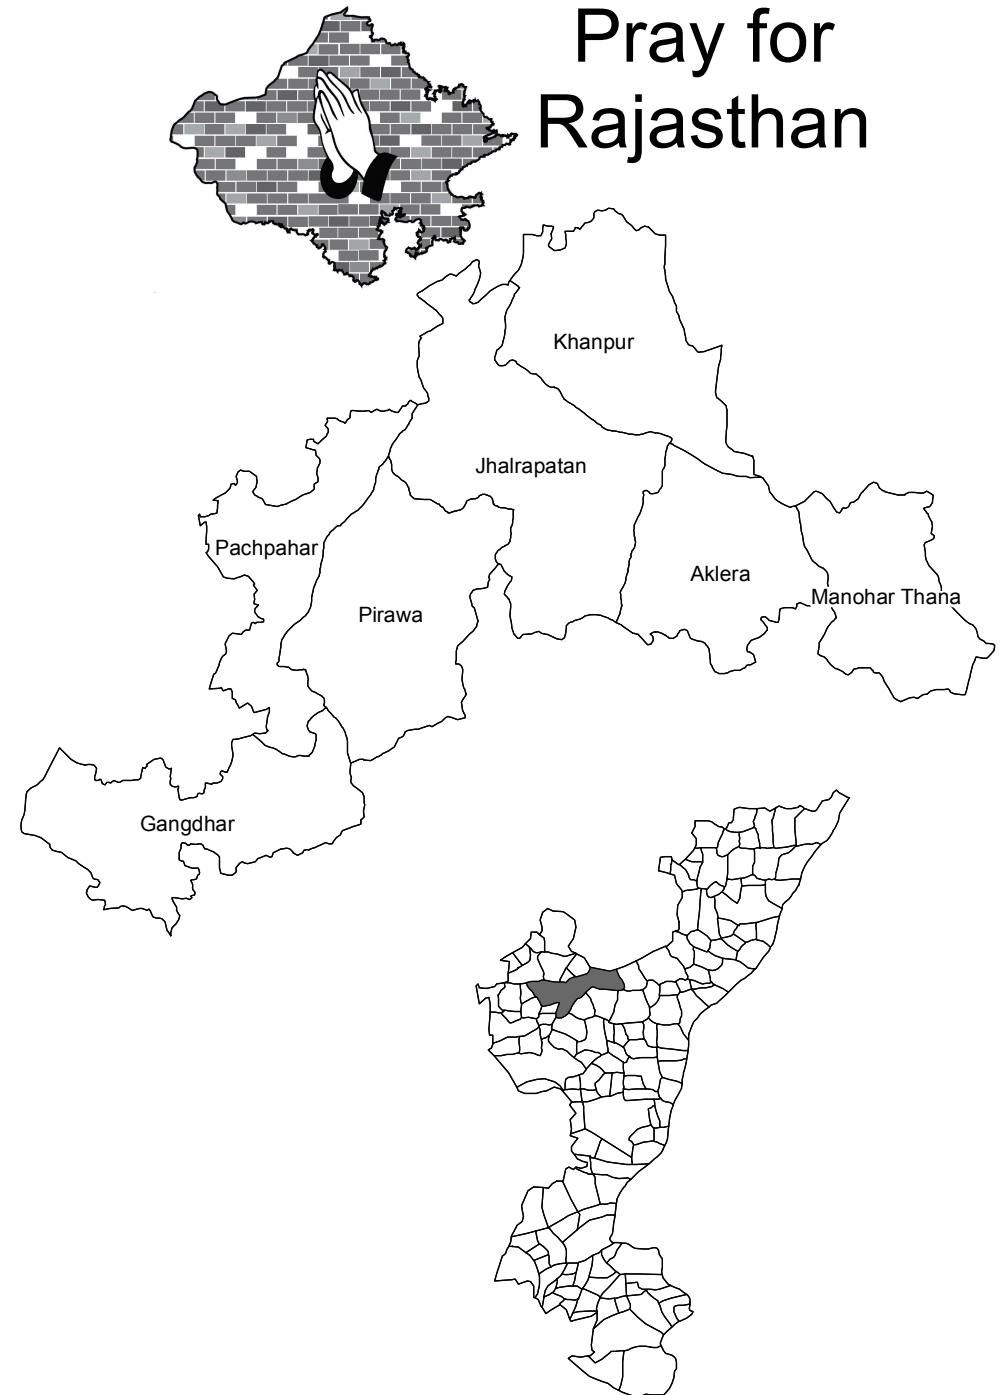 Pray for
Rajasthan
Khanpur
Jhalrapatan
Pachpahar
Aklera
Manohar Thana
Pirawa
Gangdhar